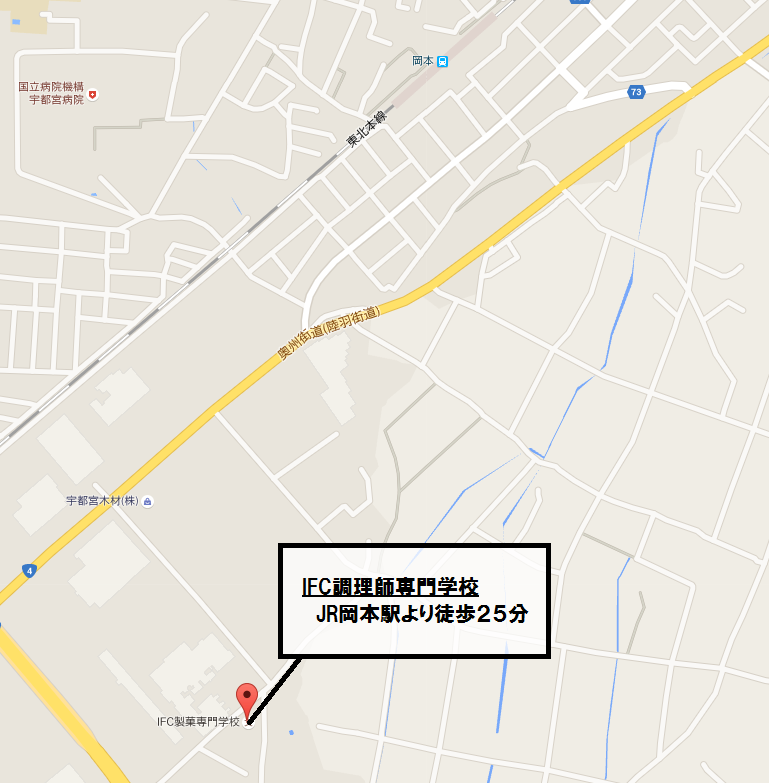 岡本
国立病院機構
宇都宮病院
73
東北本線
奥州街道(陸羽街道)
宇都宮木材(株)
4
IFC調理師専門学校
JR岡本駅より徒歩25分
IFC製菓専門学校